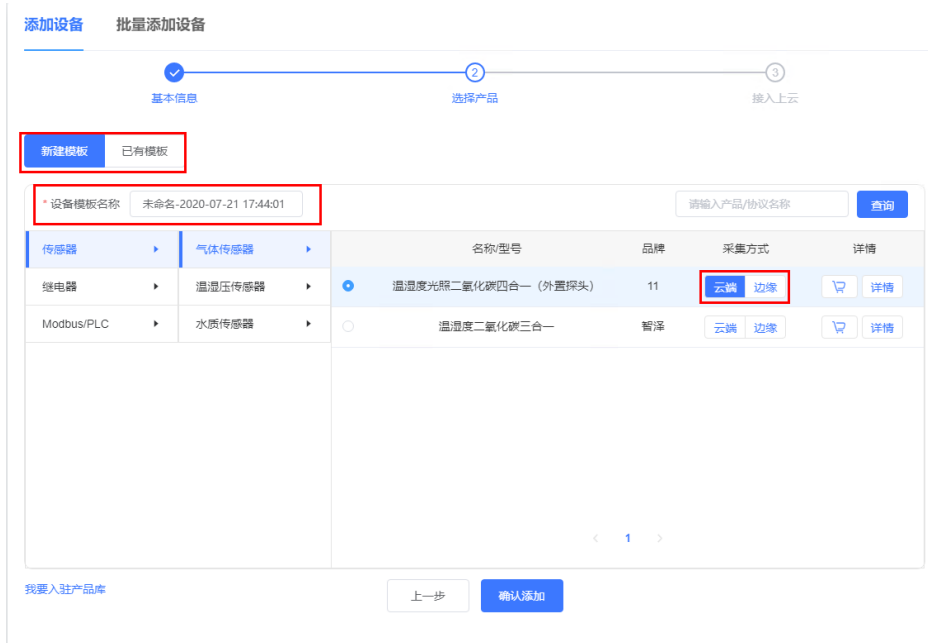 添加设备 批量添加设备
2 3
基本信息 选择产品 接入上云
新建模板 已有模板
* 设备模板名称 未命名-2020-07-21 17:44:01 请输入产品/协议名称 查询
传感器 气体传感器 名称/型号 品牌 采集方式 详情
继电器 温湿压传感器 温湿度光照二氧化碳四合一（外置探头） 11 云端 边缘 详情
Modbus/PLC 水质传感器 温湿度二氧化碳三合一 智泽 云端 边缘 详情
< 1 >
我要入驻产品库 上一步 确认添加